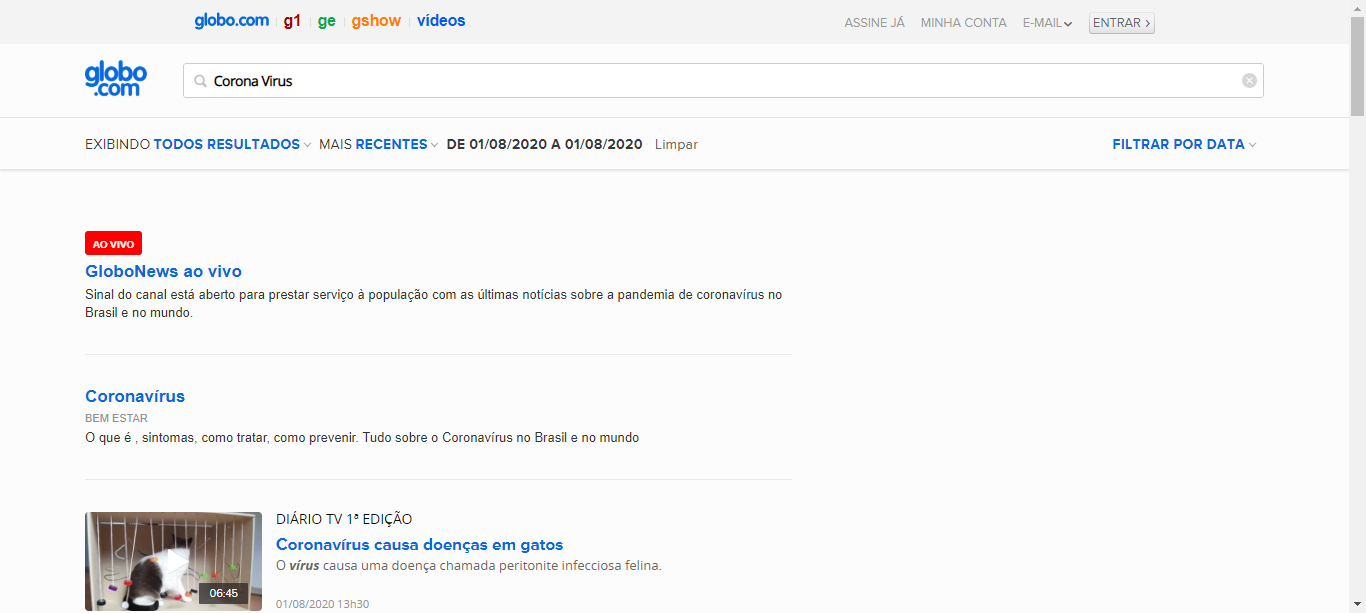 globo.com g1 ge gshow vídeos ASSINE JÁ MINHA CONTA E-MAIL ENTRAR
globo
.com
Corona Virus
EXIBINDO TODOS RESULTADOS MAIS RECENTES DE 01/08/2020 A 01/08/2020 Limpar FILTRAR POR DATA
AO VIVO
GloboNews ao vivo
Sinal do canal está aberto para prestar serviço à população com as últimas notícias sobre a pandemia de coronavírus no
Brasil e no mundo.
Coronavírus
BEM ESTAR
O que é , sintomas, como tratar, como prevenir. Tudo sobre o Coronavírus no Brasil e no mundo
DIÁRIO TV 1ª EDIÇÃO
Coronavírus causa doenças em gatos
O vírus causa uma doença chamada peritonite infecciosa felina.
06:45
01/08/2020 13h30